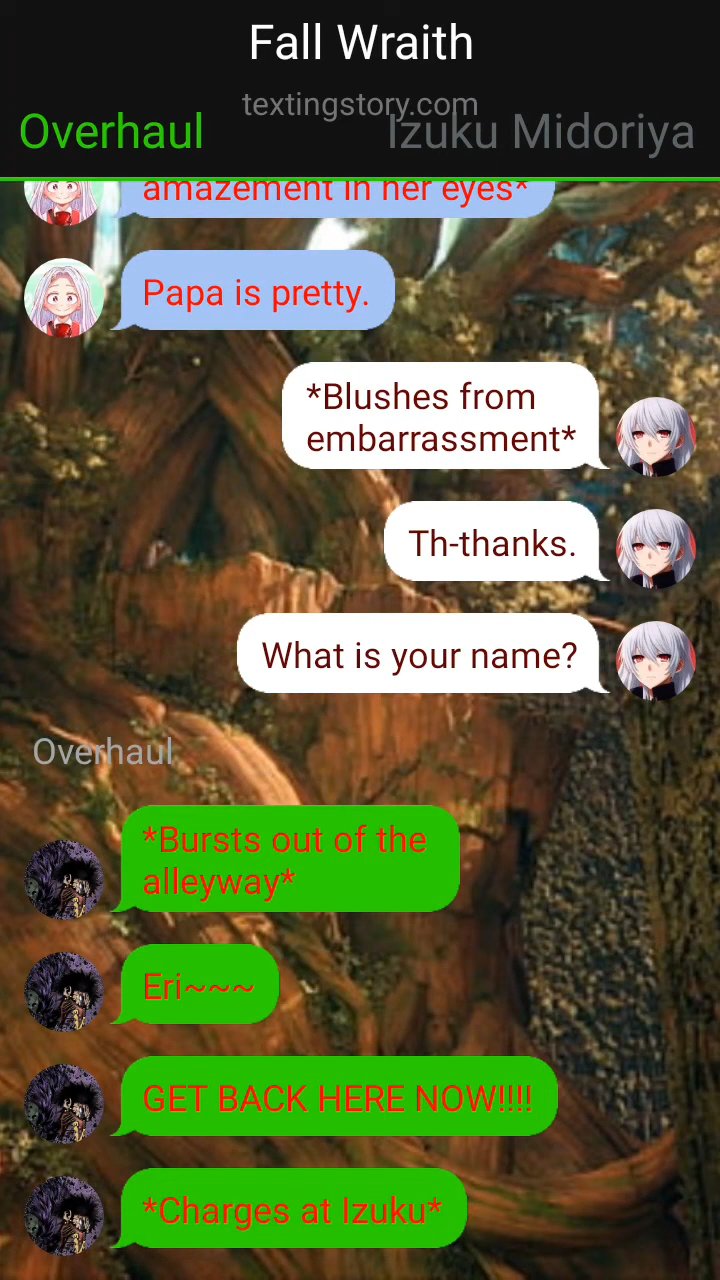 Fall Wraith
textingstory.com
Overhaul
Izuku Midoriya
amazement in her eyes*
Papa is pretty.
*Blushes from
embarrassment*
Th-thanks.
What is your name?
Overhaul
*Bursts out of the
alleyway*
Eri~~~
GET BACK HERE NOW!!!!
*Charges at Izuku*